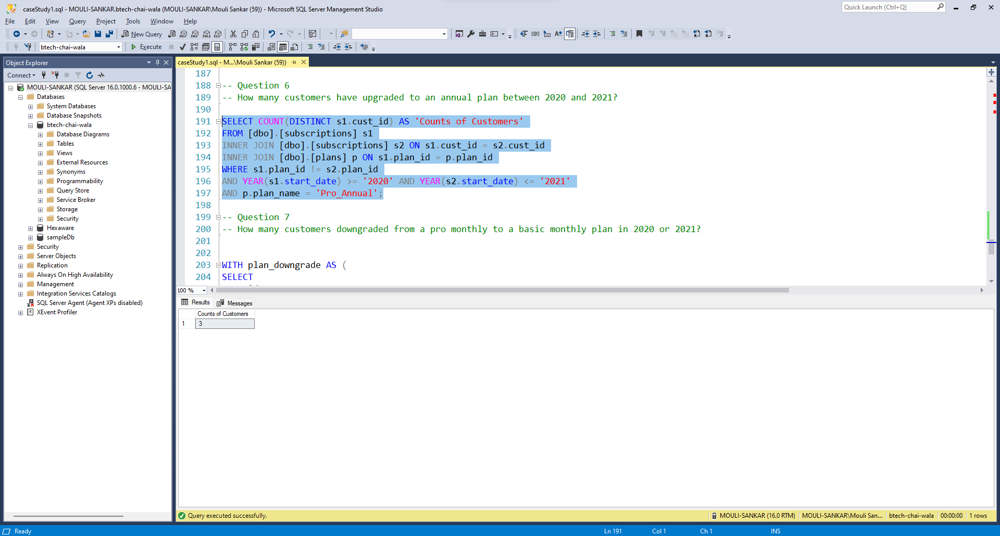 caseStudy1.sql - MOULI-SANKAR.btech-chai-wala (MOULI-SANKAR\Mouli Sankar (59)) - Microsoft SQL Server Management Studio
Quick Launch (Ctrl+Q)
File Edit View Query Project Tools Window Help
New Query
MDX DMX XMLA DAX
btech-chai-wala
Execute
Object Explorer
Connect
MOULI-SANKAR (SQL Server 16.0.1000.6 - MOULI-SA
Databases
System Databases
Database Snapshots
btech-chai-wala
Database Diagrams
Tables
Views
External Resources
Synonyms
Programmability
Query Store
Service Broker
Storage
Security
Hexaware
sampleDb
Security
Server Objects
Replication
Always On High Availability
Management
Integration Services Catalogs
SQL Server Agent (Agent XPs disabled)
XEvent Profiler
caseStudy1.sql - M...\Mouli Sankar (59))
187
188 -- Question 6
189 -- How many customers have upgraded to an annual plan between 2020 and 2021?
190
191 SELECT COUNT(DISTINCT s1.cust_id) AS 'Counts of Customers'
192 FROM [dbo].[subscriptions] s1
193 INNER JOIN [dbo].[subscriptions] s2 ON s1.cust_id = s2.cust_id
194 INNER JOIN [dbo].[plans] p ON s1.plan_id = p.plan_id
195 WHERE s1.plan_id != s2.plan_id
196 AND YEAR(s1.start_date) >= '2020' AND YEAR(s2.start_date) <= '2021'
197 AND p.plan_name = 'Pro_Annual';
198
199 -- Question 7
200 -- How many customers downgraded from a pro monthly to a basic monthly plan in 2020 or 2021?
201
202
203 WITH plan_downgrade AS (
204 SELECT
100 %
Results Messages
Counts of Customers
1 3
Query executed successfully.
MOULI-SANKAR (16.0 RTM) MOULI-SANKAR\Mouli San... btech-chai-wala 00:00:00 1 rows
Ready Ln 191 Col 1 Ch 1 INS